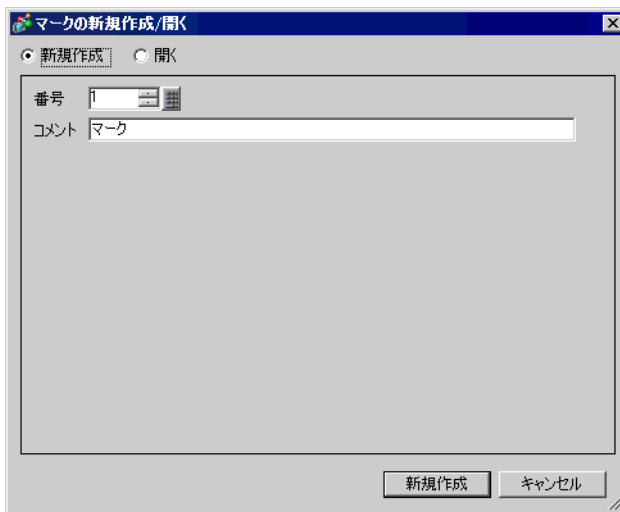 マークの新規作成/開く
新規作成 開く
番号 1
コメント マーク
新規作成 キャンセル